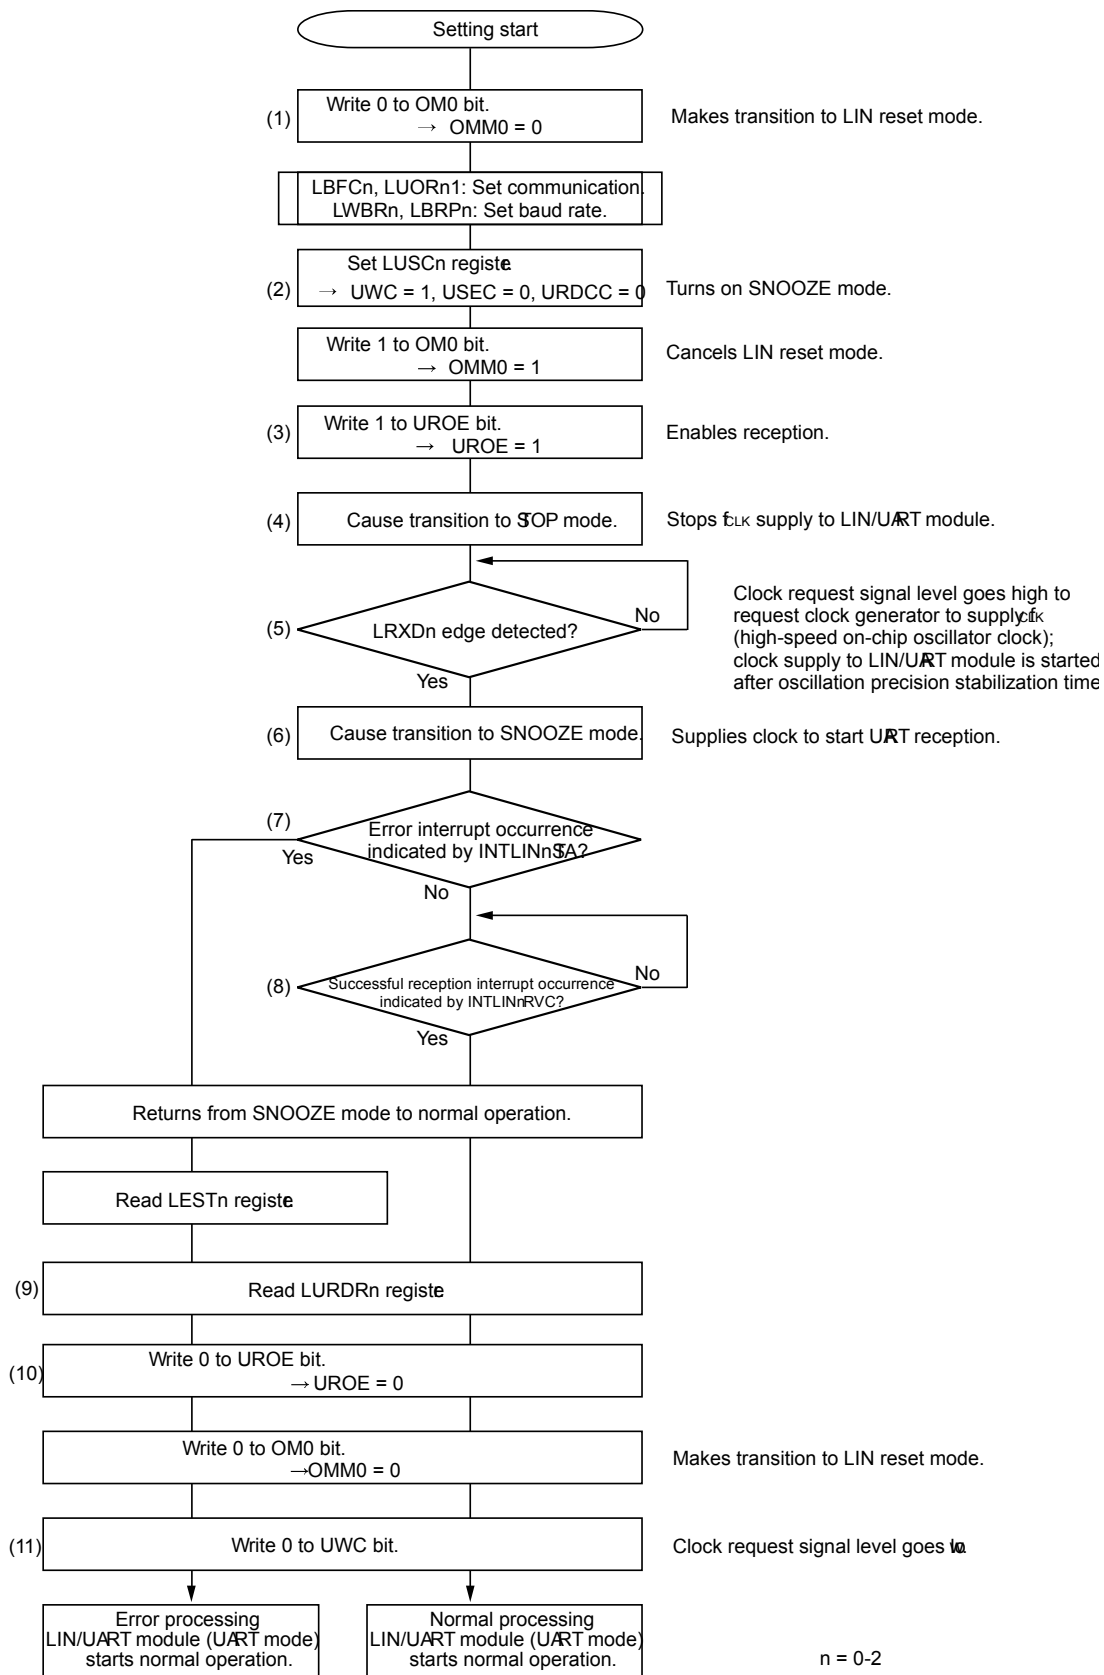 Setting start
Write 0 to OM0 bit.
(1)
→ OMM0 = 0
Makes transition to LIN reset mode.
LBFCn, LUORn1: Set communication.
LWBRn, LBRPn: Set baud rate.
Set LUSCn register.
(2)
→ UWC = 1, USEC = 0, URDCC = 0
Turns on SNOOZE mode.
Write 1 to OM0 bit.
→ OMM0 = 1
Cancels LIN reset mode.
Write 1 to UROE bit.
(3)
→ UROE = 1
Enables reception.
(4)
Cause transition to STOP mode.
Stops fCLK supply to LIN/UART module.
(5)
LRXDn edge detected?
No
Yes
Clock request signal level goes high to
request clock generator to supply fCLK
(high-speed on-chip oscillator clock);
clock supply to LIN/UART module is started
after oscillation precision stabilization time
(6)
Cause transition to SNOOZE mode.
Supplies clock to start UART reception.
(7)
Error interrupt occurrence
indicated by INTLINnSTA?
Yes
No
(8)
Successful reception interrupt occurrence
indicated by INTLINnRVC?
No
Yes
Returns from SNOOZE mode to normal operation.
Read LESTn register.
(9)
Read LURDRn register.
Write 0 to UROE bit.
(10)
→ UROE = 0
Write 0 to OM0 bit.
→OMM0 = 0
Makes transition to LIN reset mode.
(11)
Write 0 to UWC bit.
Clock request signal level goes low.
Error processing
LIN/UART module (UART mode)
starts normal operation.
Normal processing
LIN/UART module (UART mode)
starts normal operation.
n = 0-2